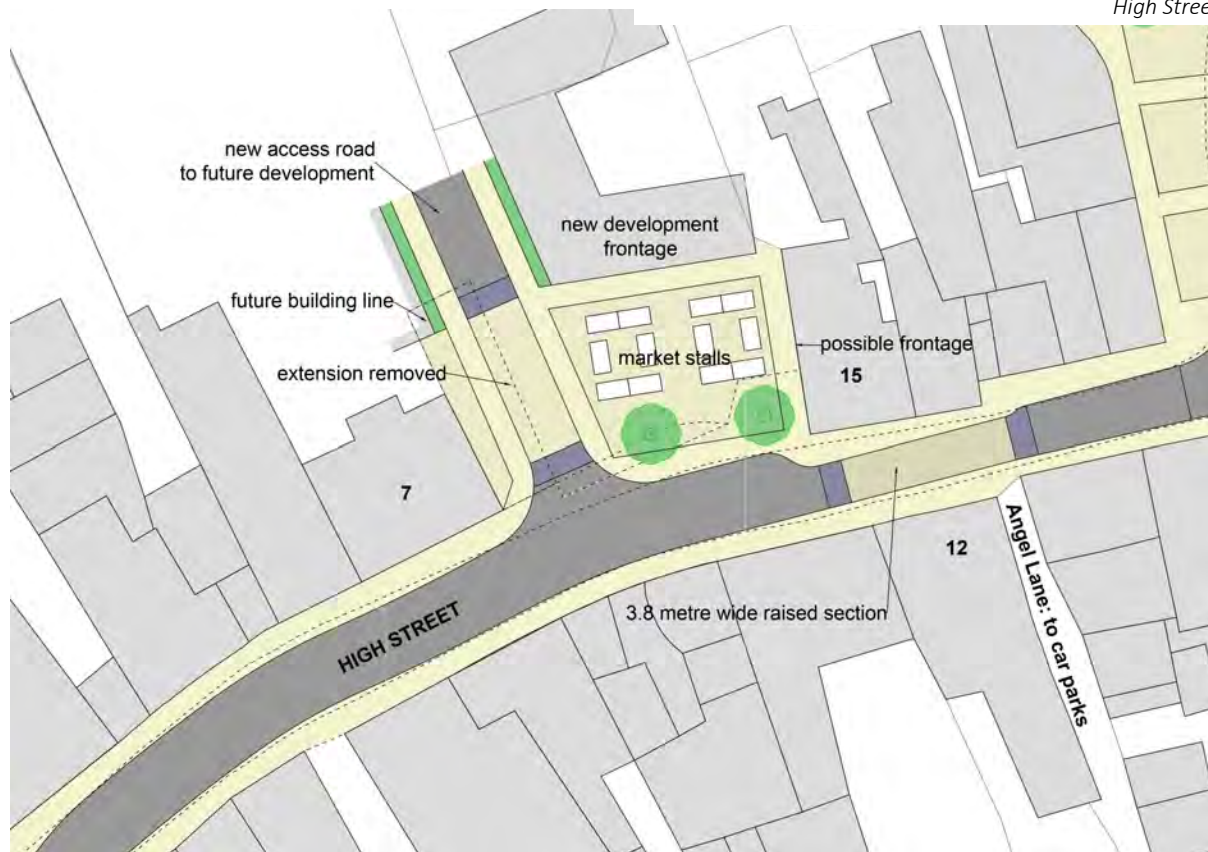 High Stree
new access road
to future development
new development
frontage
future building line
market stalls
possible frontage
extension removed
15
7
12
3.8 metre wide raised section
HIGH STREET
Angel Lane: to car parks